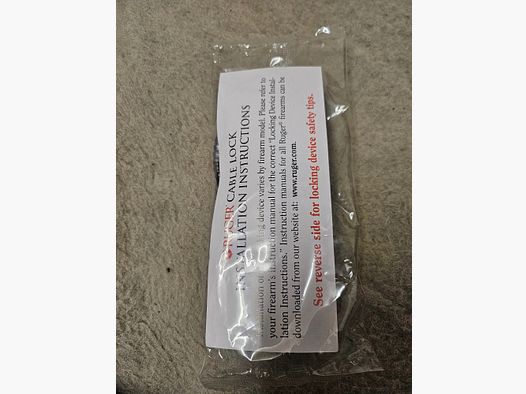 RUGER CABLE LOCK
INSTALLATION INSTRUCTIONS
device varies by firearm model. Please refer to
your firearm's instruction manual for the correct "Locking Device Instal-
lation Instructions." Instruction manuals for all Ruger® firearms can be
downloaded from our website at: www.ruger.com.
See reverse side for locking device safety tips.